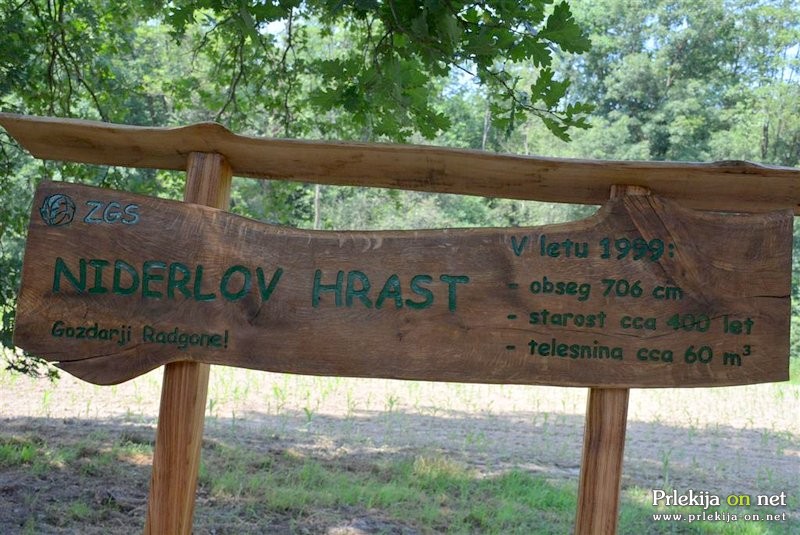 ZGS
NIDERLOV HRAST
Gozdarji Radgone!
V letu 1999:
- obseg 706 cm
- starost cca 400 let
- telesnina cca 60 m³
Prlekija on net
www.prlekija-on.net